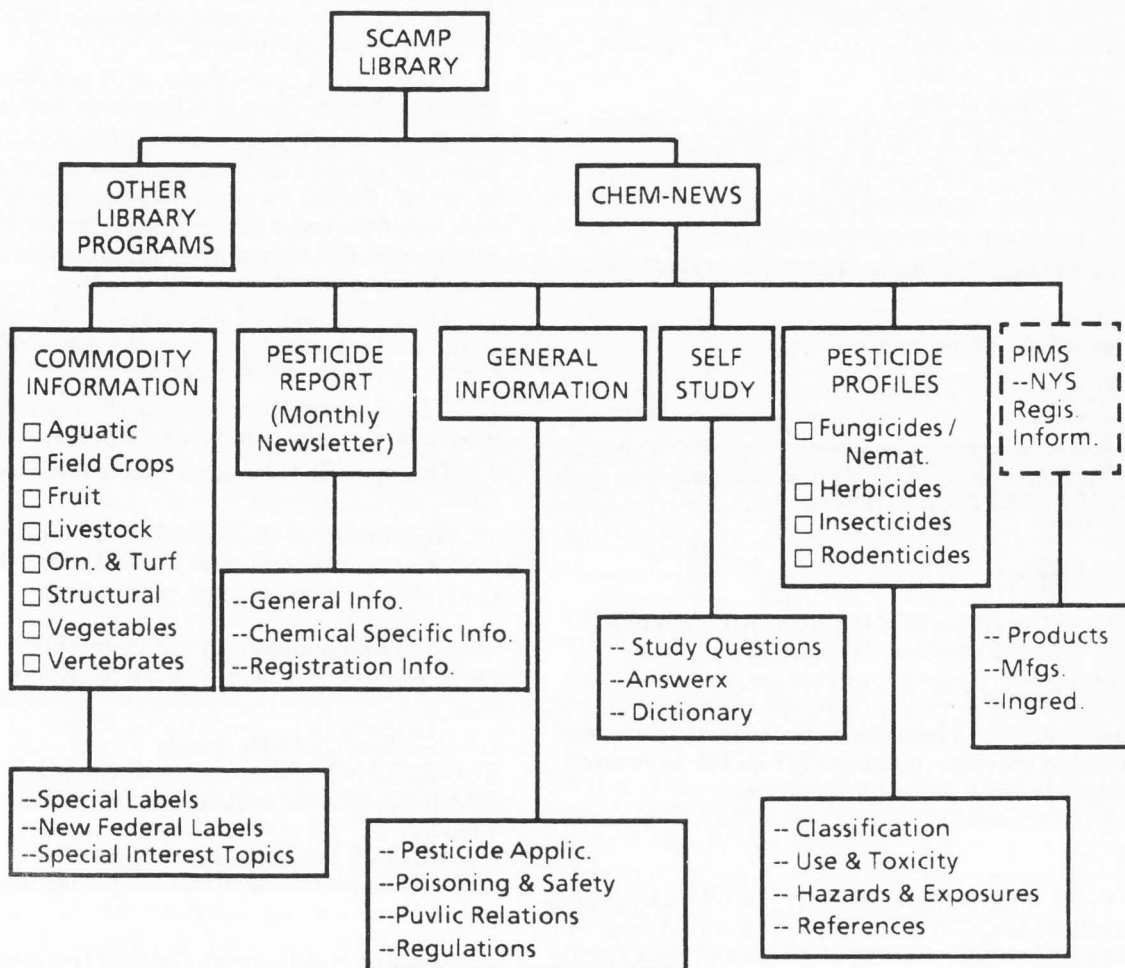 SCAMP
LIBRARY
OTHER
LIBRARY
PROGRAMS
CHEM-NEWS
COMMODITY
INFORMATION
□ Aquatic
□ Field Crops
□ Fruit
□ Livestock
□ Orn. & Turf
□ Structural
□ Vegetables
□ Vertebrates
PESTICIDE
REPORT
(Monthly
Newsletter)
GENERAL
INFORMATION
SELF
STUDY
PESTICIDE
PROFILES
□ Fungicides /
Nemat.
□ Herbicides
□ Insecticides
□ Rodenticides
PIMS
--NYS
Regis.
Inform.
--General Info.
--Chemical Specific Info.
--Registration Info.
-- Study Questions
-- Answerx
-- Dictionary
-- Products
--Mfgs.
--Ingred.
--Special Labels
--New Federal Labels
--Special Interest Topics
-- Pesticide Applic.
--Poisoning & Safety
--Puvlic Relations
--Regulations
-- Classification
-- Use & Toxicity
-- Hazards & Exposures
-- References